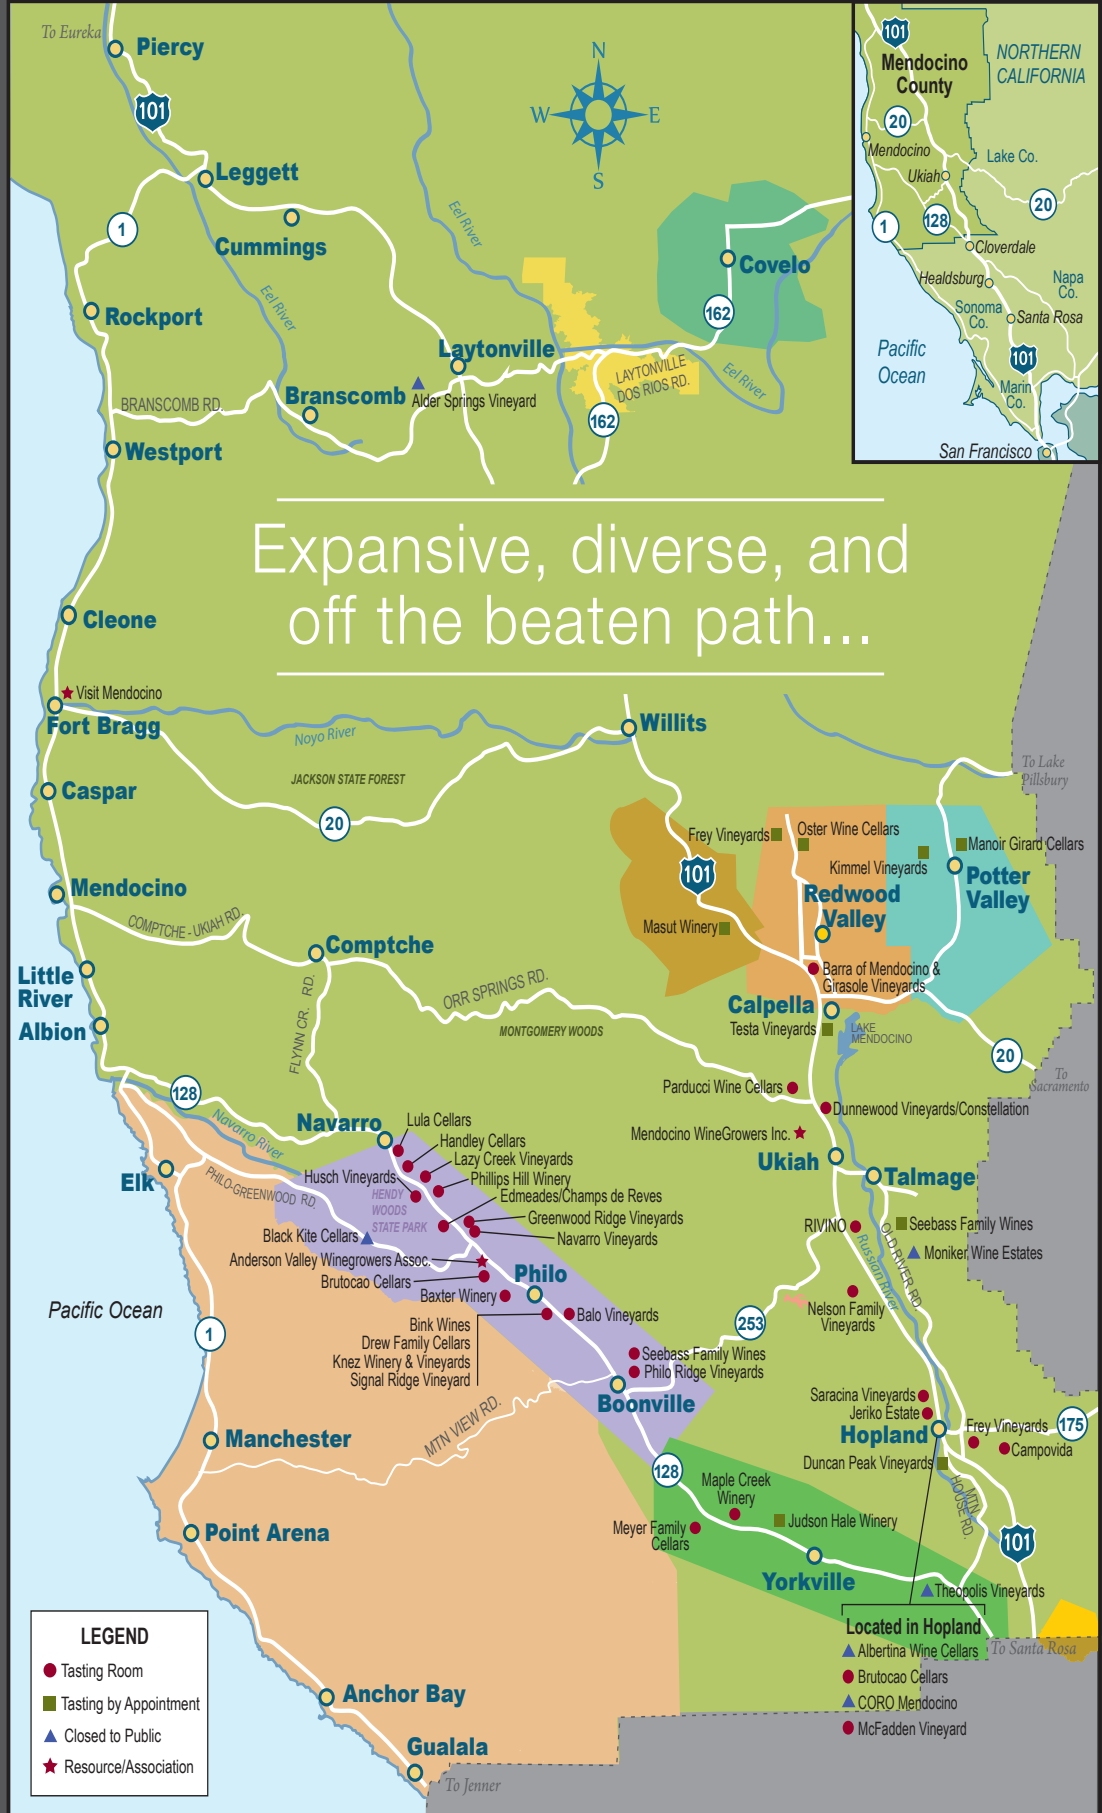 To Eureka
Piercy
101
Leggett
1
Cummings
Eel River
Eel River
Rockport
N
W
E
S
Covelo
162
Laytonville
LAYTONVILLE
DOS RIOS RD.
Eel River
162
BRANSCOMB RD.
Branscomb
Alder Springs Vineyard
Westport
101
Mendocino
County
NORTHERN
CALIFORNIA
20
Mendocino
Lake Co.
Ukiah
20
128
1
Cloverdale
Healdsburg
Napa
Co.
Sonoma
Co.
Santa Rosa
Pacific
Ocean
101
Marin
Co.
San Francisco
Expansive, diverse, and
off the beaten path...
Cleone
Visit Mendocino
Fort Bragg
Noyo River
Willits
JACKSON STATE FOREST
20
Caspar
To Lake
Pillsbury
Frey Vineyards
Oster Wine Cellars
Manoir Girard Cellars
Kimmel Vineyards
101
Potter
Valley
Redwood
Valley
Masut Winery
Mendocino
COMPTCHE - UKIAH RD.
Comptche
Little
River
Albion
FLYNN CR. RD.
ORR SPRINGS RD.
MONTGOMERY WOODS
Barra of Mendocino &
Girasole Vineyards
Calpella
Testa Vineyards
LAKE
MENDOCINO
20
To
Sacramento
Parducci Wine Cellars
Dunnewood Vineyards/Constellation
Mendocino WineGrowers Inc.
Ukiah
Talmage
128
Navarro River
Navarro
Lula Cellars
Handley Cellars
Lazy Creek Vineyards
Phillips Hill Winery
Husch Vineyards
Edmeades/Champs de Reves
Greenwood Ridge Vineyards
Navarro Vineyards
HENDY
WOODS
STATE PARK
Elk
PHILO-GREENWOOD RD.
Black Kite Cellars
Anderson Valley Winegrowers Assoc.
Brutocao Cellars
Philo
Baxter Winery
Balo Vineyards
Bink Wines
Drew Family Cellars
Knez Winery & Vineyards
Signal Ridge Vineyard
RIVINO
Seebass Family Wines
Moniker Wine Estates
Russian River
OLD RIVER RD.
Nelson Family
Vineyards
253
Seebass Family Wines
Philo Ridge Vineyards
Boonville
Pacific Ocean
1
MTN VIEW RD.
Manchester
Saracina Vineyards
Jeriko Estate
Hopland
Frey Vineyards
175
Campovida
Duncan Peak Vineyards
MTN
HOUSE RD.
128
Maple Creek
Winery
Meyer Family
Cellars
Judson Hale Winery
101
Yorkville
Theopolis Vineyards
Point Arena
Located in Hopland
Albertina Wine Cellars
Brutocao Cellars
CORO Mendocino
McFadden Vineyard
To Santa Rosa
LEGEND
Tasting Room
Tasting by Appointment
Closed to Public
Resource/Association
Anchor Bay
Gualala
To Jenner